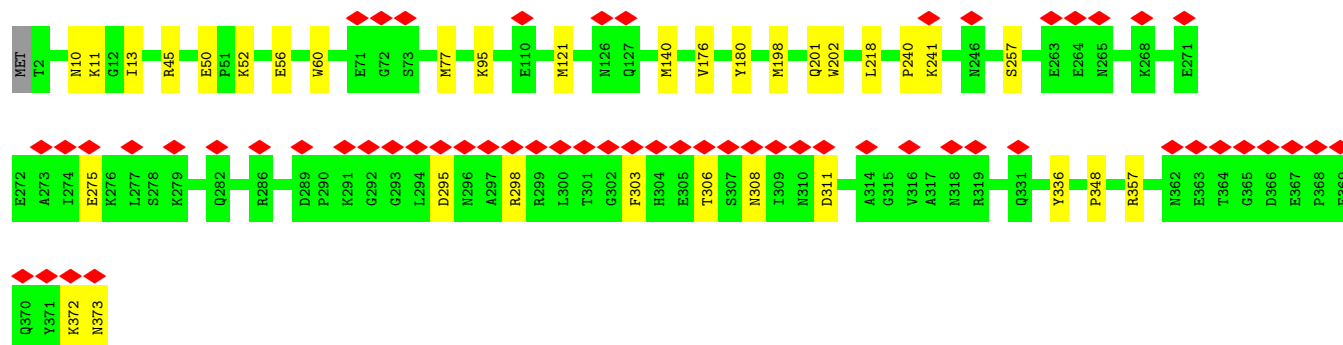 MET T2 N10 K11 G12 I13 R45 E50 P51 K52 E56 W60 E71 G72 S73 M77 K95 E110 M121 N126 Q127 M140 V176 Y180 M198 Q201 W202 L218 P240 K241 N246 S257 E263 E264 N265 K268 E271
E272 A273 I274 E275 K276 L277 S278 K279 Q282 R286 D289 P290 K291 G292 G293 L294 D295 N296 A297 R298 R299 L300 T301 G302 F303 H304 E305 T306 S307 N308 I309 N310 D311 A314 G315 V316 A317 N318 R319 Q331 Y336 P348 R357 N362 E363 T364 G365 D366 E367 P368
Q370 Y371 K372 N373